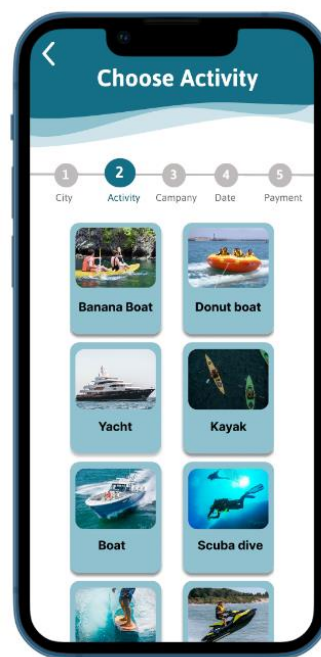 Choose Activity
1 2 3 4 5
City Activity Company Date Payment
Banana Boat Donut boat
Yacht Kayak
Boat Scuba dive